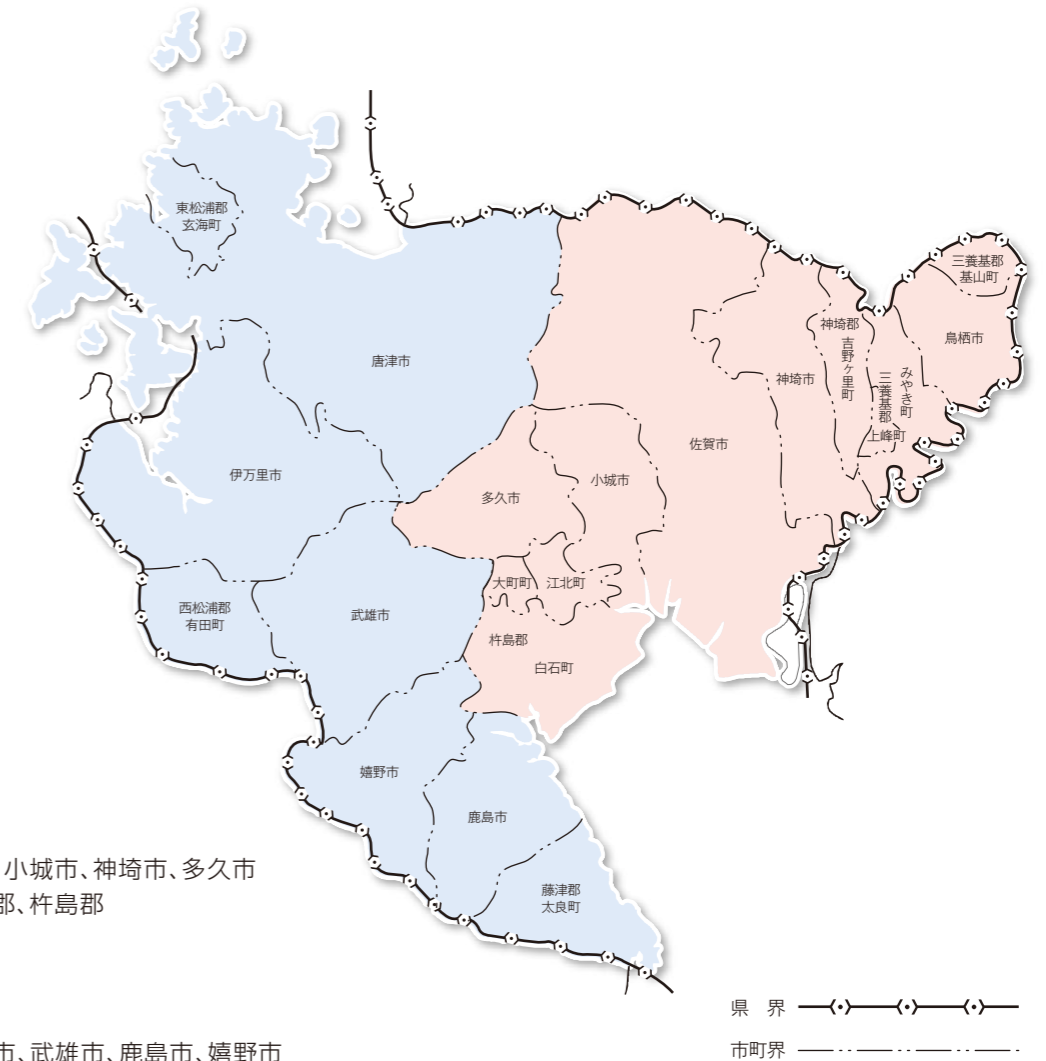 東松浦郡
玄海町
三養基郡
基山町
鳥栖市
神埼郡
吉野ヶ里町
みやき町
三養基郡
上峰町
神埼市
唐津市
佐賀市
伊万里市
多久市
小城市
大町町
江北町
西松浦郡
有田町
武雄市
杵島郡
白石町
嬉野市
鹿島市
藤津郡
太良町
小城市、神埼市、多久市
郡、杵島郡
市、武雄市、鹿島市、嬉野市
県 界
市町界